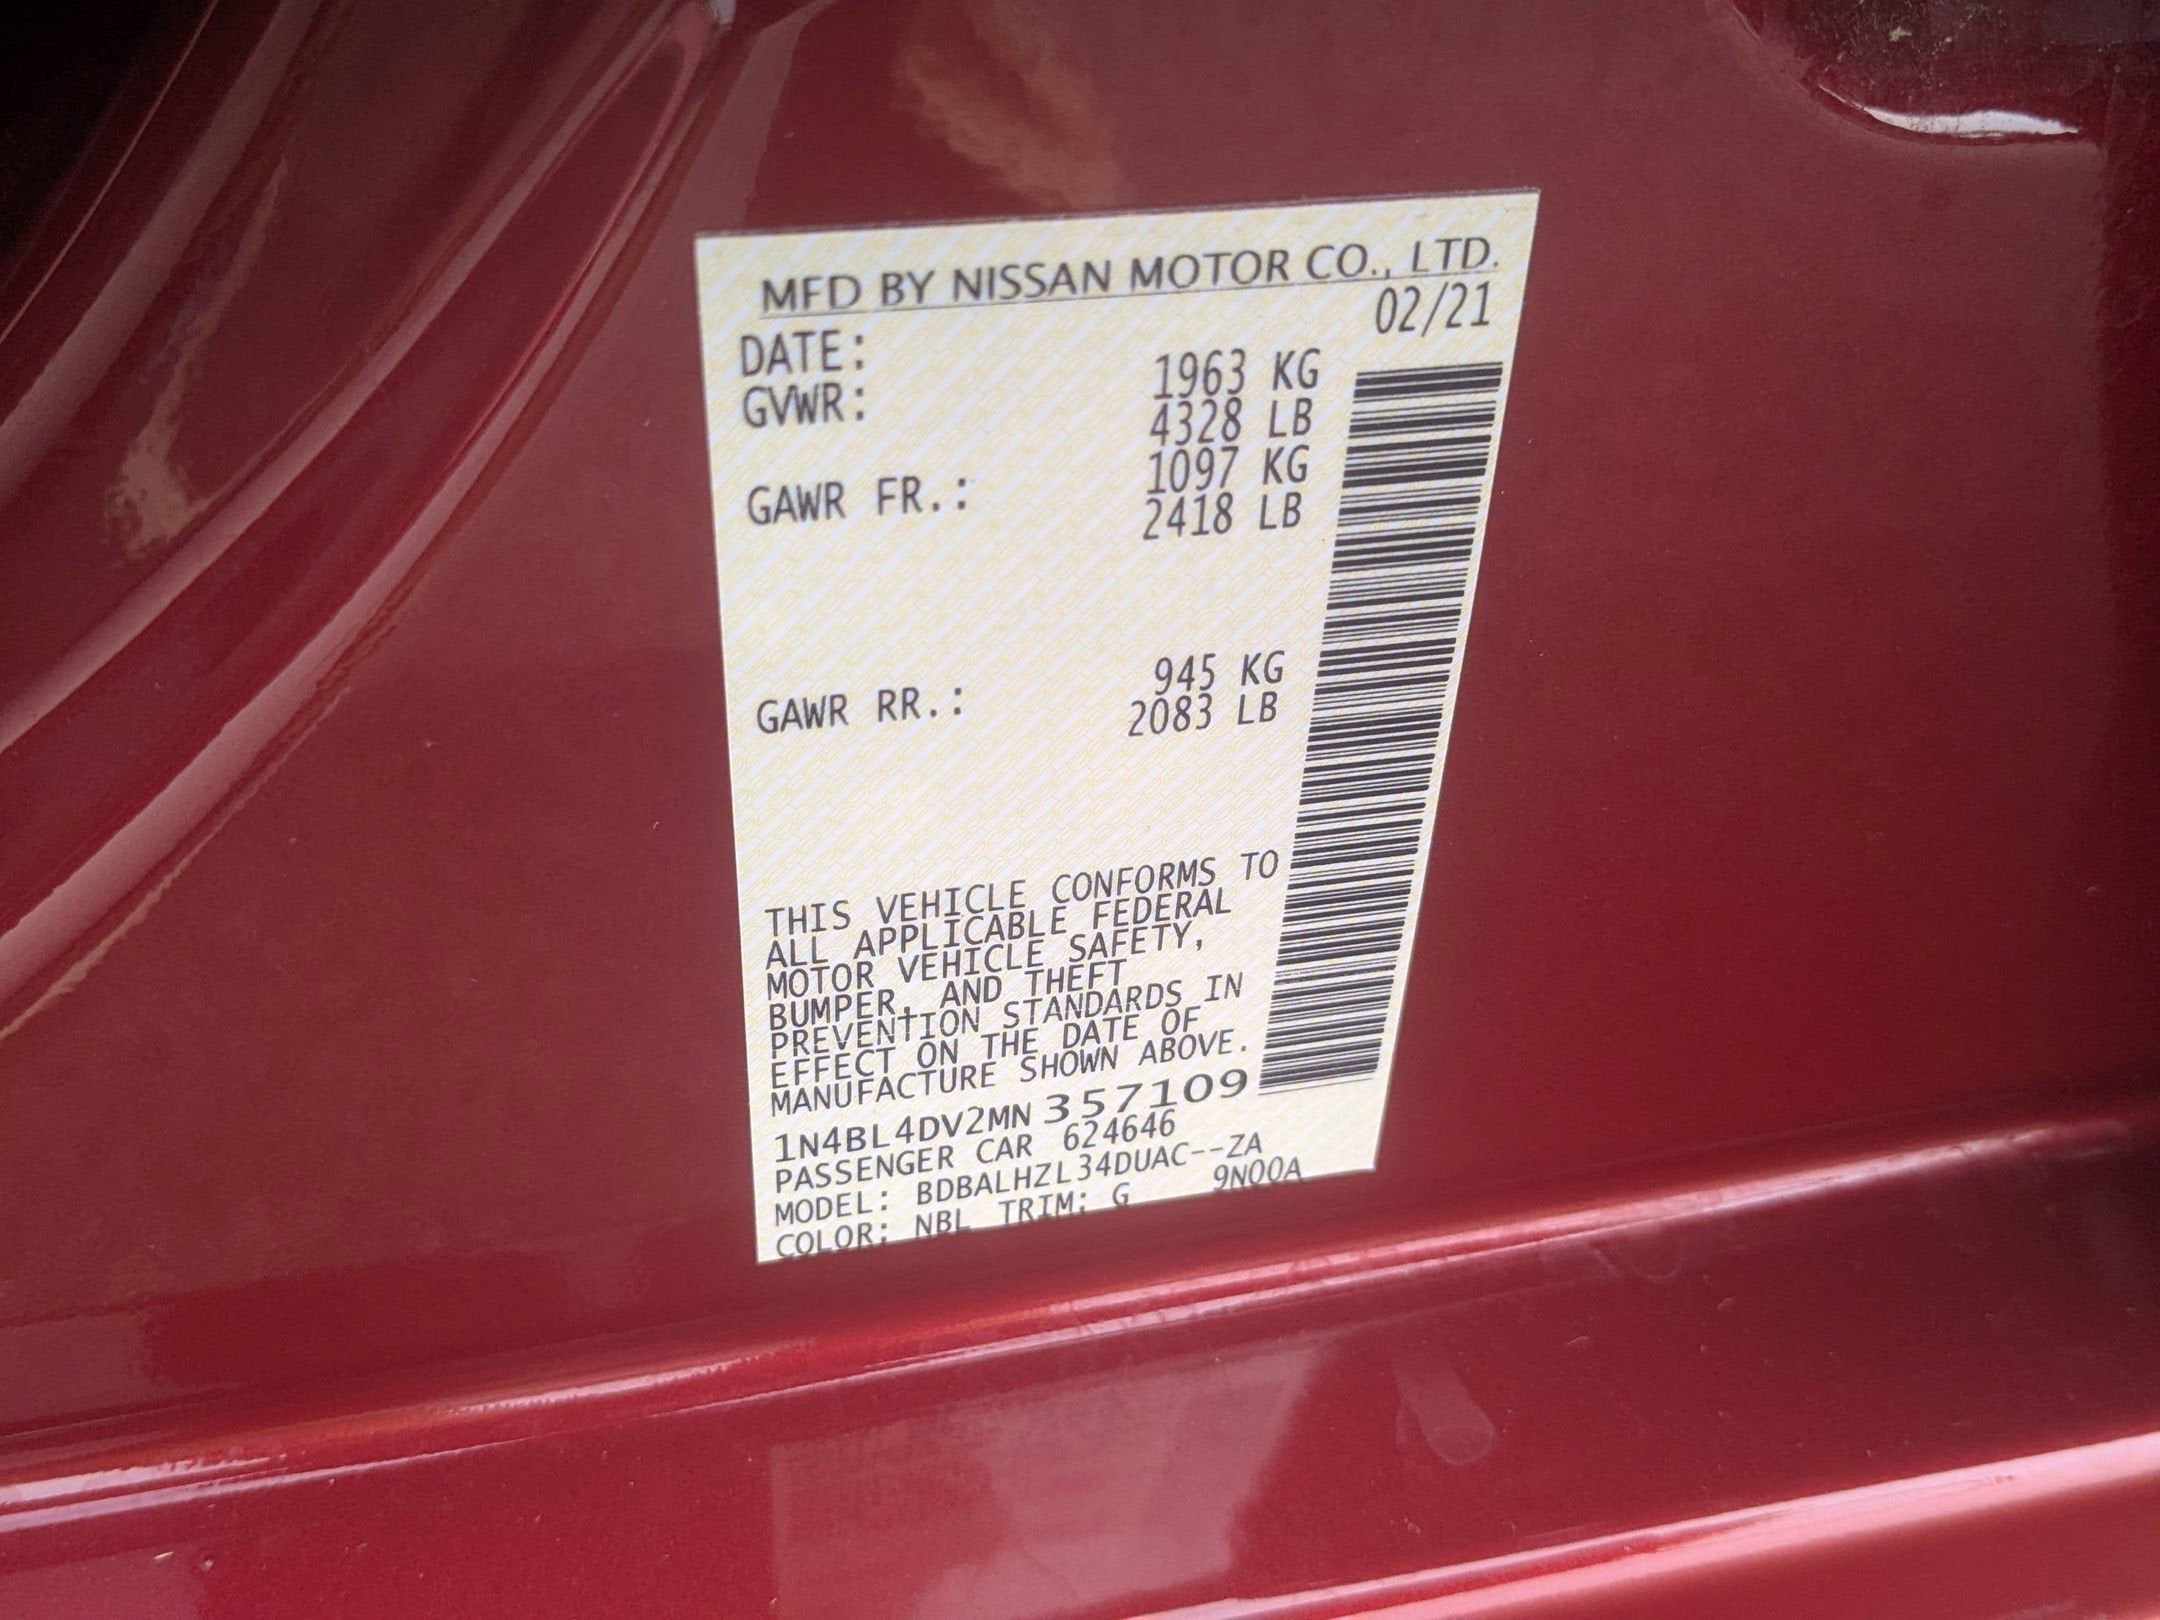 MFD BY NISSAN MOTOR CO., LTD.
DATE: 02/21
GVWR: 1963 KG
4328 LB
GAWR FR.: 1097 KG
2418 LB
GAWR RR.: 945 KG
2083 LB
THIS VEHICLE CONFORMS TO
ALL APPLICABLE FEDERAL
MOTOR VEHICLE SAFETY,
BUMPER, AND THEFT
PREVENTION STANDARDS IN
EFFECT ON THE DATE OF
MANUFACTURE SHOWN ABOVE.
1N4BL4DV2MN 357109
PASSENGER CAR 624646
MODEL: BDBALHZL34DUAC--ZA
COLOR: NBL TRIM: G 9N00A